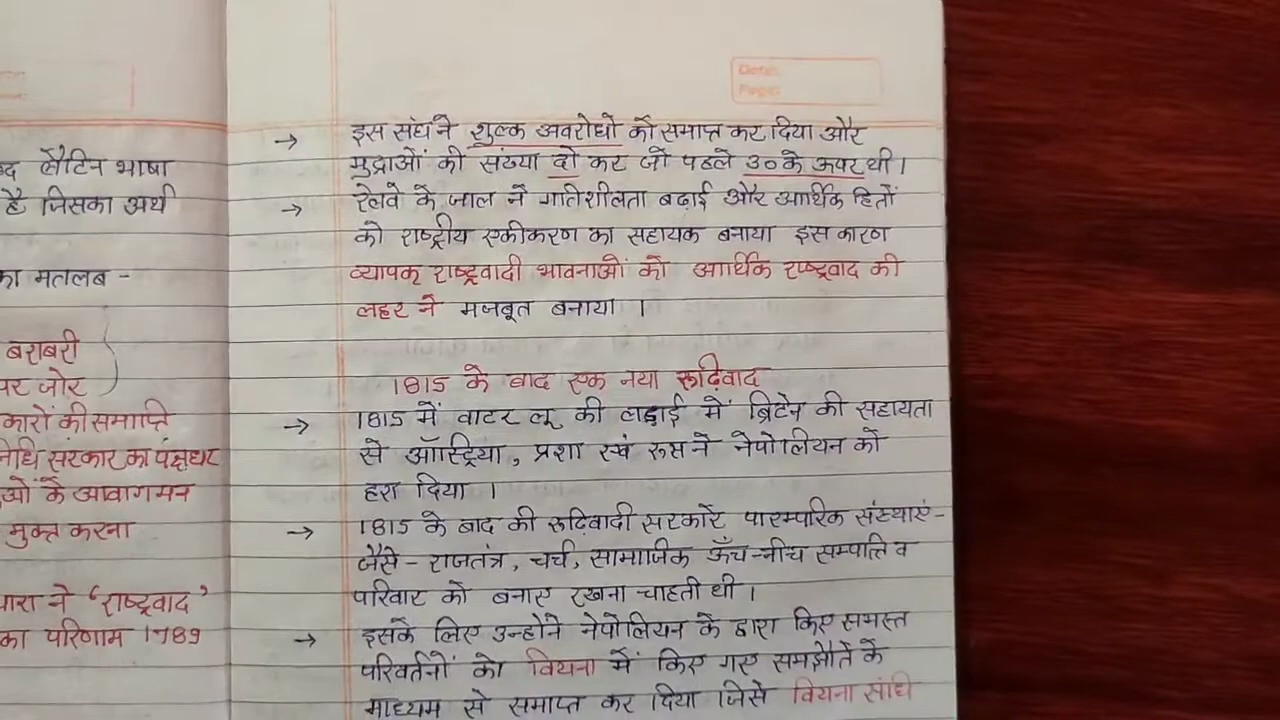 द लैटिन भाषा
है जिसका अर्थ
का मतलब -
बराबरी
पर जोर
कारों की समाप्ति
नेधि सरकार का पक्षधर
ओं के आवागमन
मुक्त करना
धारा ने 'राष्ट्रवाद'
का परिणाम 1789
Date:
Page:
→ इस संघ ने शुल्क अवरोधों को समाप्त कर दिया और
मुद्राओं की संख्या दो कर जो पहले 30 के ऊपर थी।
→ रेलवे के जाल ने गतिशीलता बढ़ाई और आर्थिक हितों
को राष्ट्रीय एकीकरण का सहायक बनाया इस कारण
व्यापक राष्ट्रवादी भावनाओं को आर्थिक राष्ट्रवाद की
लहर ने मजबूत बनाया ।
1815 के बाद एक नया रूढ़िवाद
→ 1815 में वाटर लू की लड़ाई में ब्रिटेन की सहायता
से ऑस्ट्रिया, प्रशा एवं रूस ने नेपोलियन को
हरा दिया ।
→ 1815 के बाद की रूढ़िवादी सरकारें पारम्परिक संस्थाएं-
जैसे - राजतंत्र, चर्च, सामाजिक ऊँच-नीच सम्पत्ति व
परिवार को बनाए रखना चाहती थी ।
→ इसके लिए उन्होंने नेपोलियन के द्वारा किए समस्त
परिवर्तनों को वियना में किए गए समझौते के
माध्यम से समाप्त कर दिया जिसे वियना संधि